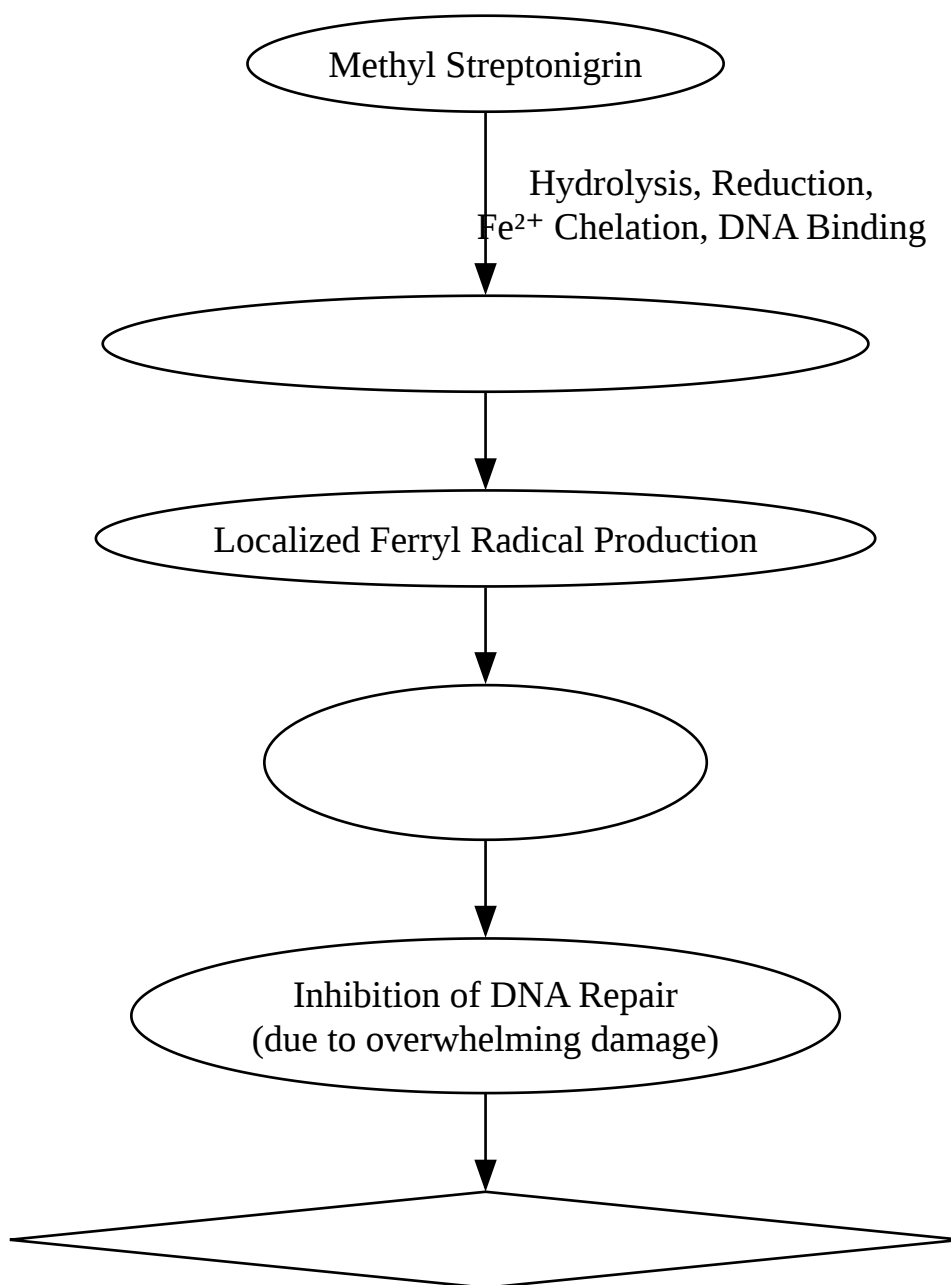 Methyl Streptonigrin
Hydrolysis, Reduction,
Fe²⁺ Chelation, DNA Binding
Localized Ferryl Radical Production
Inhibition of DNA Repair
(due to overwhelming damage)